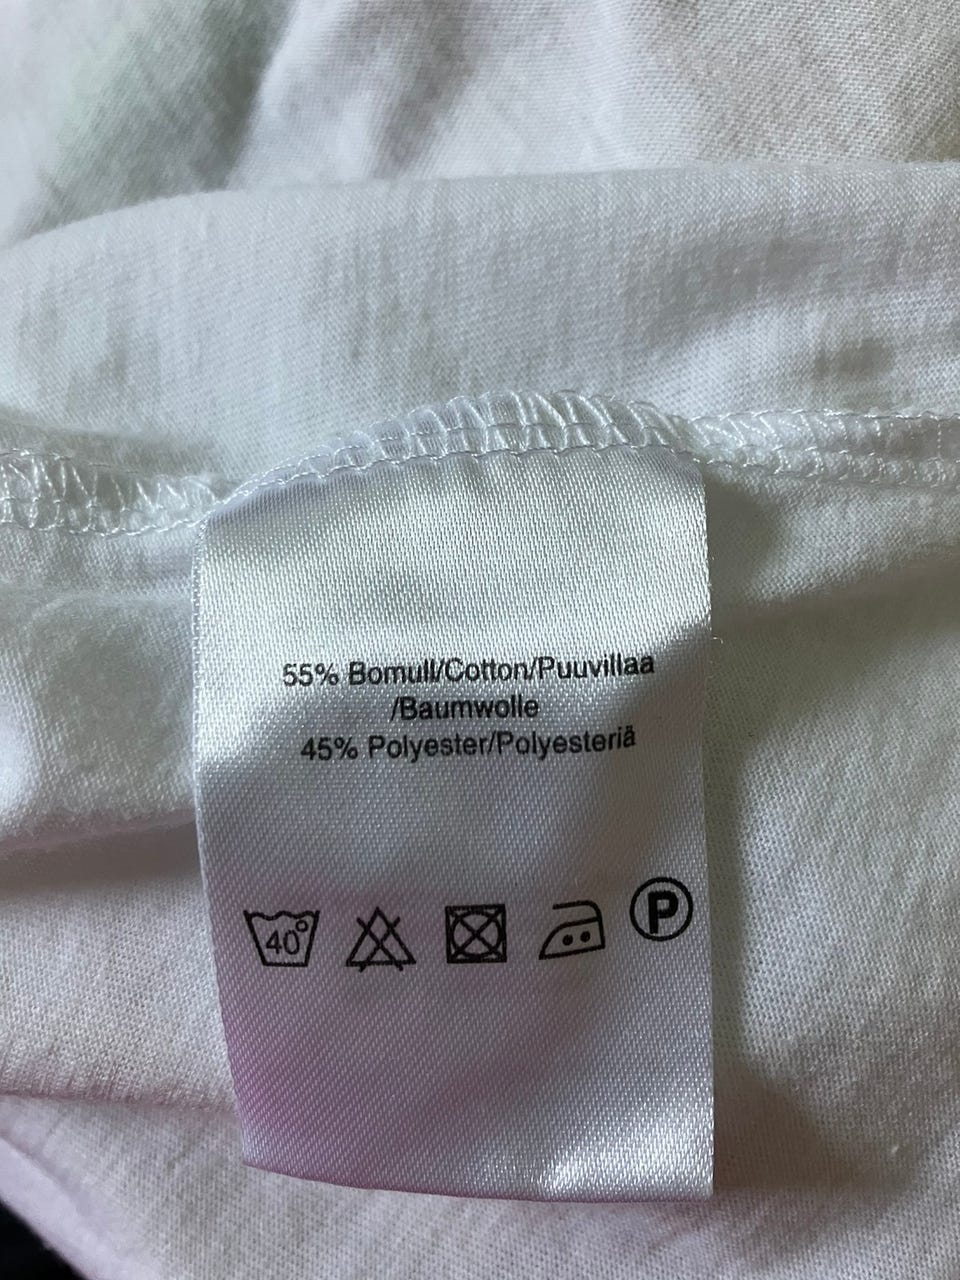 55% Bomull/Cotton/Puuvillaa
/Baumwolle
45% Polyester/Polyesteriä
40°
P